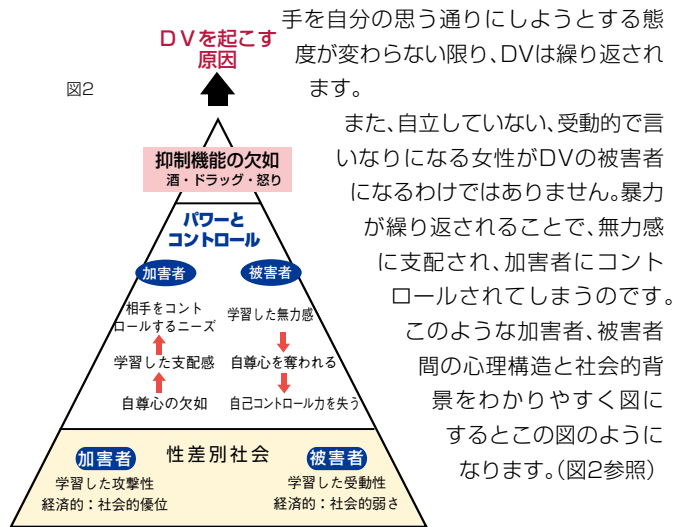 手を自分の思う通りにしようとする態
度が変わらない限り、DVは繰り返され
ます。
また、自立していない、受動的で言
いなりになる女性がDVの被害者
になるわけではありません。暴力
が繰り返されることで、無力感
に支配され、加害者にコント
ロールされてしまうのです。
このような加害者、被害者
間の心理構造と社会的背
景をわかりやすく図に
するとこの図のように
なります。（図2参照）
図2
DVを起こす
原因
抑制機能の欠如
酒・ドラッグ・怒り
パワーと
コントロール
加害者
相手をコント
ロールするニーズ
学習した支配感
自尊心の欠如
被害者
学習した無力感
自尊心を奪われる
自己コントロール力を失う
性差別社会
加害者
学習した攻撃性
経済的：社会的優位
被害者
学習した受動性
経済的：社会的弱さ